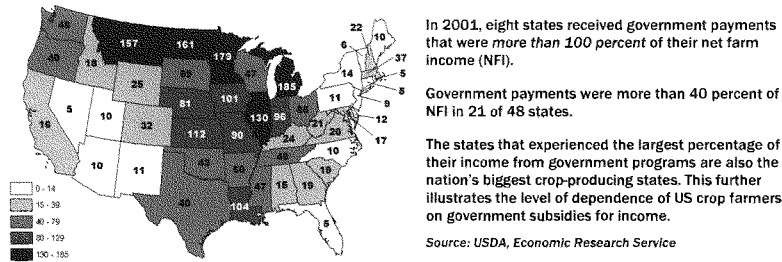 22
10
6
46
157
161
179
37
40
18
47
14
5
25
185
5
11
81
101
9
5
10
130
96
12
16
32
21
20
17
112
90
24
10
10
11
43
19
47
15
19
40
104
5
0 - 14
15 - 39
40 - 79
80 - 129
130 - 185
In 2001, eight states received government payments
that were more than 100 percent of their net farm
income (NFI).
Government payments were more than 40 percent of
NFI in 21 of 48 states.
The states that experienced the largest percentage of
their income from government programs are also the
nation's biggest crop-producing states. This further
illustrates the level of dependence of US crop farmers
on government subsidies for income.
Source: USDA, Economic Research Service